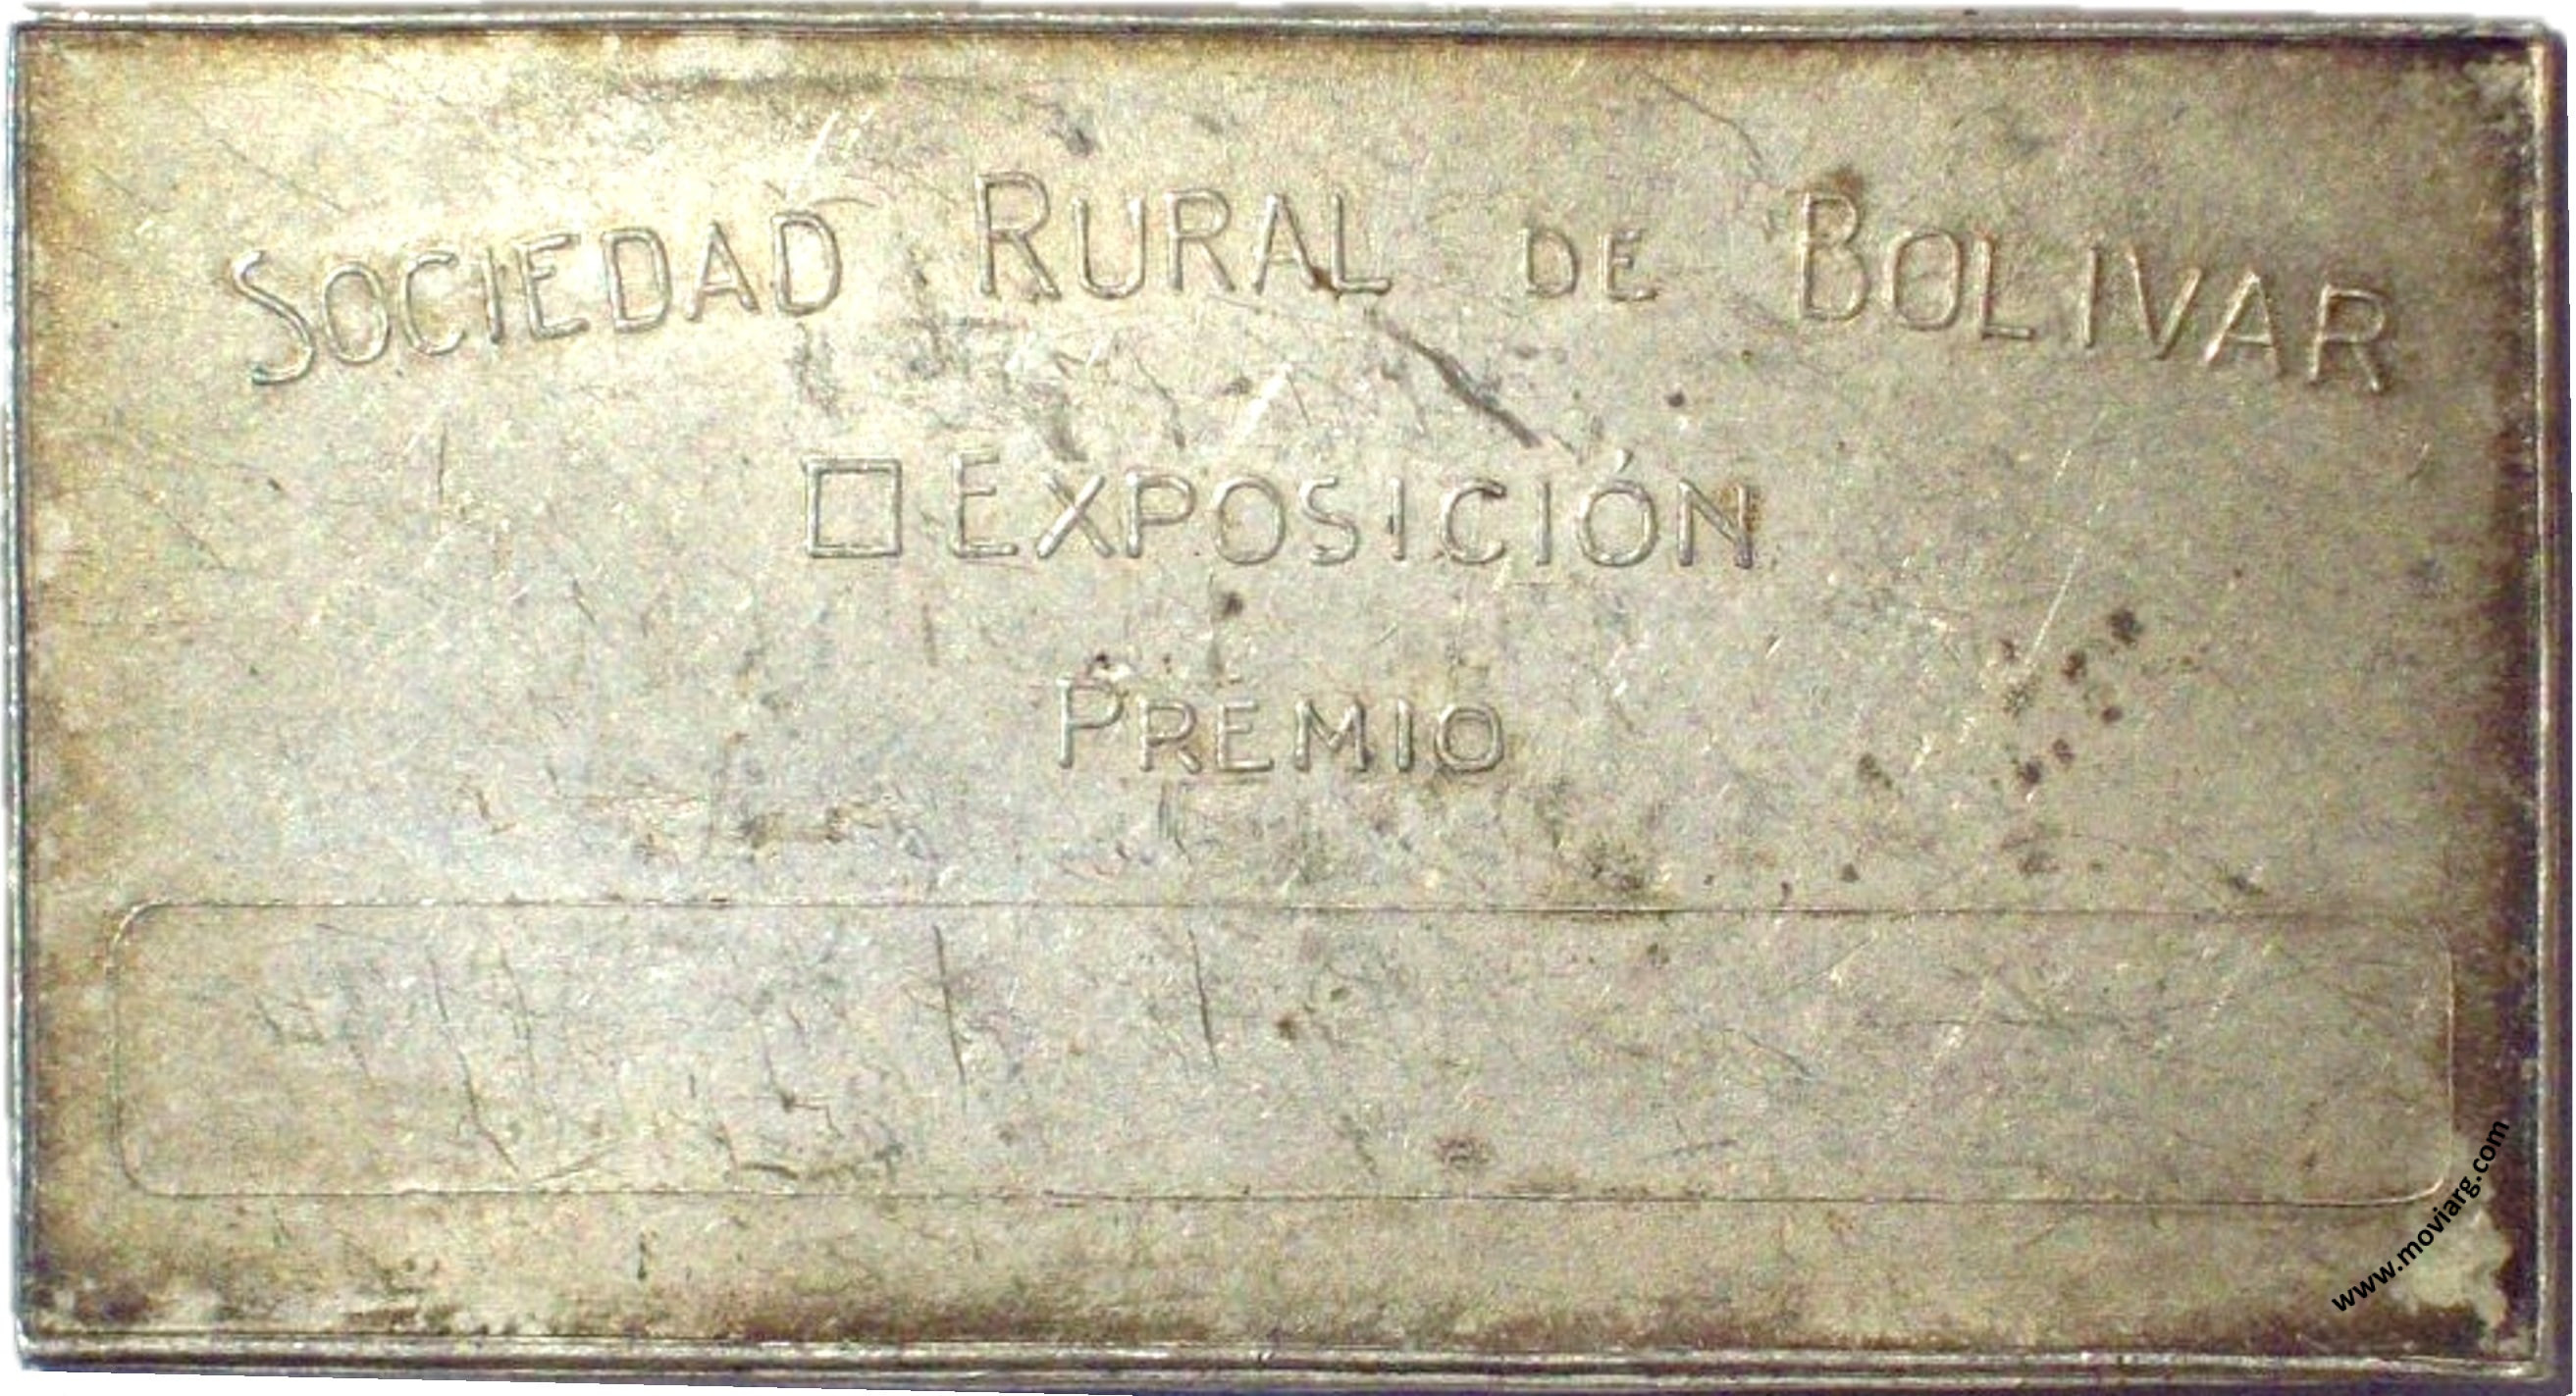 SOCIEDAD RURAL DE BOLIVAR
□ EXPOSICIÓN
PREMIO
www.moviarg.com